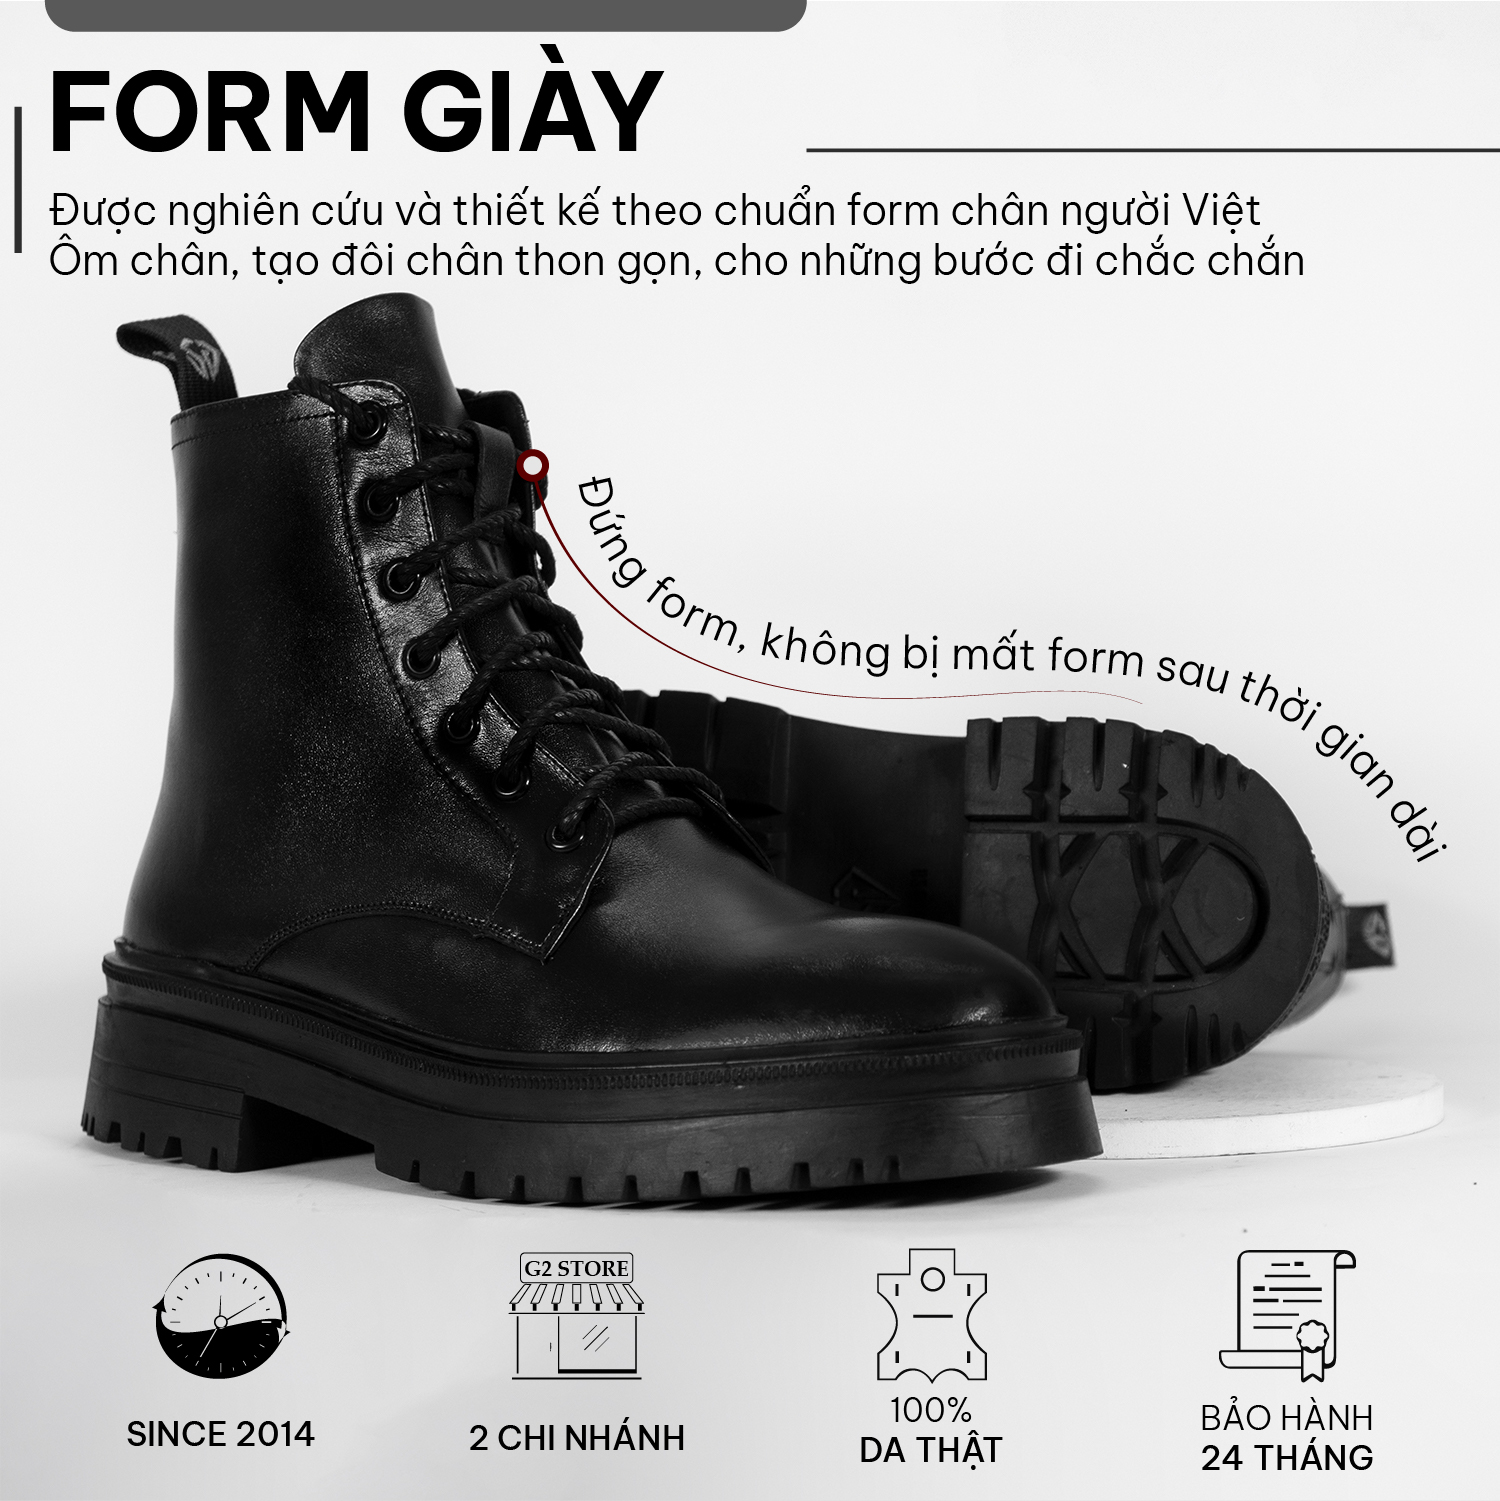 FORM GIÀY
Được nghiên cứu và thiết kế theo chuẩn form chân người Việt
Ôm chân, tạo đôi chân thon gọn, cho những bước đi chắc chắn
Đứng form, không bị mất form sau thời gian dài
G2 STORE
SINCE 2014
2 CHI NHÁNH
100%
DA THẬT
BẢO HÀNH
24 THÁNG